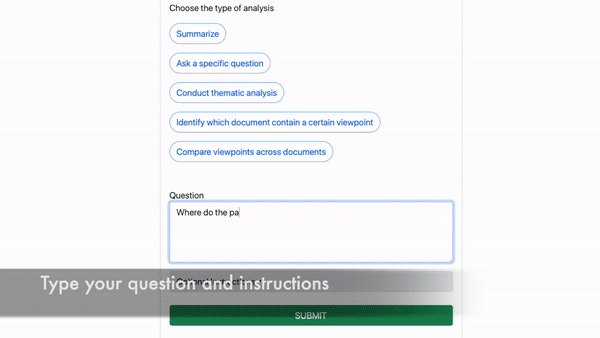 Choose the type of analysis
Summarize
Ask a specific question
Conduct thematic analysis
Identify which document contain a certain viewpoint
Compare viewpoints across documents
Question
Where do the pa
Type your question and instructions
SUBMIT